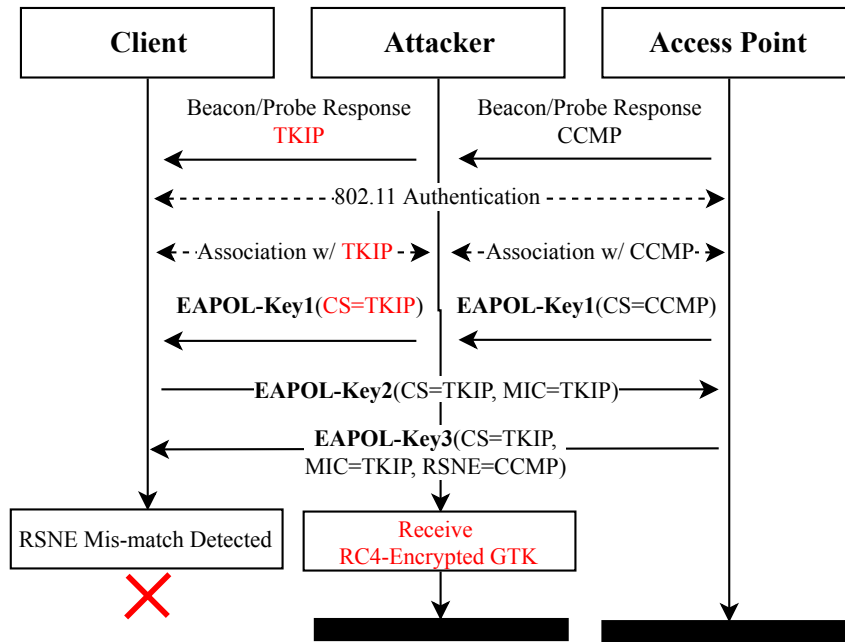 Client
Attacker
Access Point
Beacon/Probe Response
TKIP
Beacon/Probe Response
CCMP
802.11 Authentication
Association w/ TKIP
Association w/ CCMP
EAPOL-Key1(CS=TKIP)
EAPOL-Key1(CS=CCMP)
EAPOL-Key2(CS=TKIP, MIC=TKIP)
EAPOL-Key3(CS=TKIP,
MIC=TKIP, RSNE=CCMP)
RSNE Mis-match Detected
Receive
RC4-Encrypted GTK